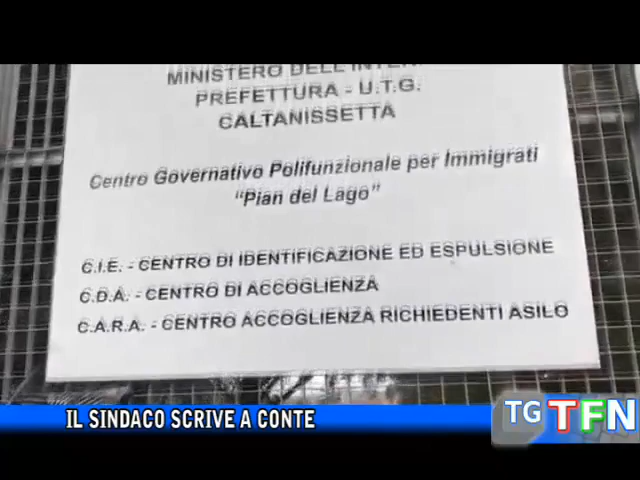 MINISTERO DELL'INTER
PREFETTURA - U.T.G.
CALTANISSETTA
Centro Governativo Polifunzionale per Immigrati
"Pian del Lago"
C.I.E. - CENTRO DI IDENTIFICAZIONE ED ESPULSIONE
C.D.A. - CENTRO DI ACCOGLIENZA
C.A.R.A. - CENTRO ACCOGLIENZA RICHIEDENTI ASILO
IL SINDACO SCRIVE A CONTE
TG TFN